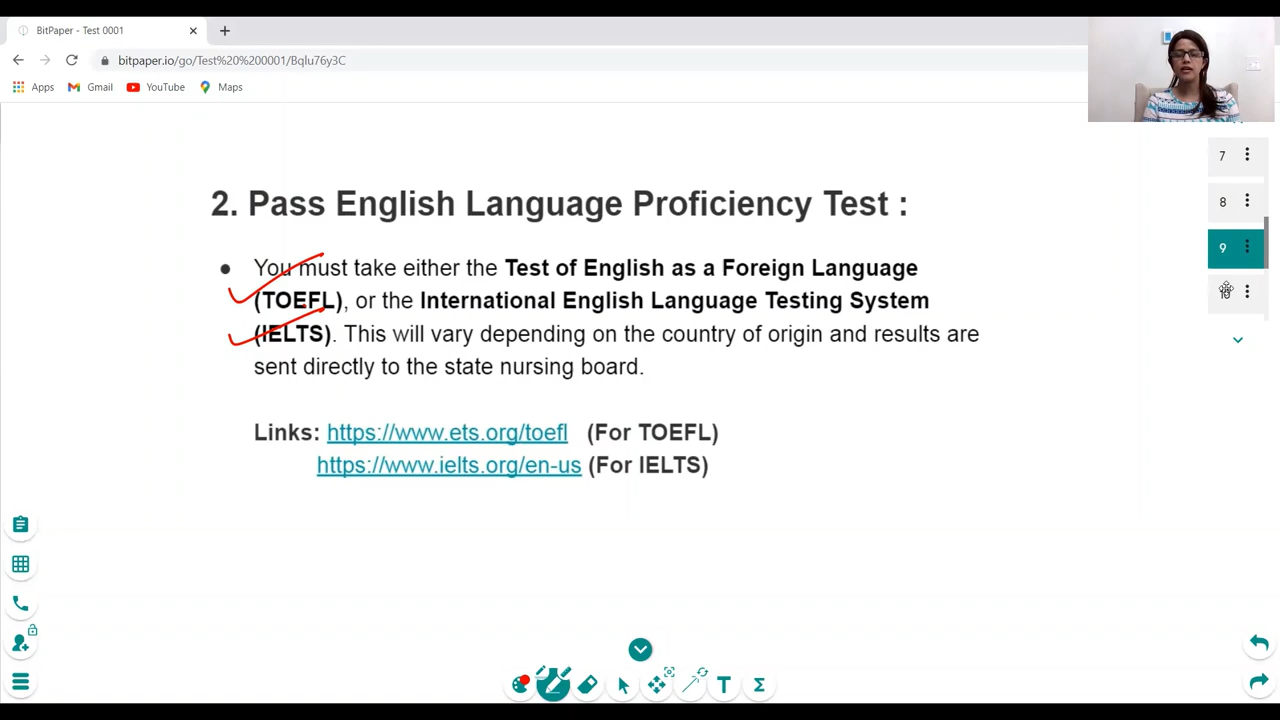 BitPaper - Test 0001
bitpaper.io/go/Test%20%200001/Bqlu76y3C
Apps Gmail YouTube Maps
7
8
9
10
2. Pass English Language Proficiency Test :
● You must take either the Test of English as a Foreign Language
(TOEFL), or the International English Language Testing System
(IELTS). This will vary depending on the country of origin and results are
sent directly to the state nursing board.
Links: https://www.ets.org/toefl (For TOEFL)
https://www.ielts.org/en-us (For IELTS)
T Σ